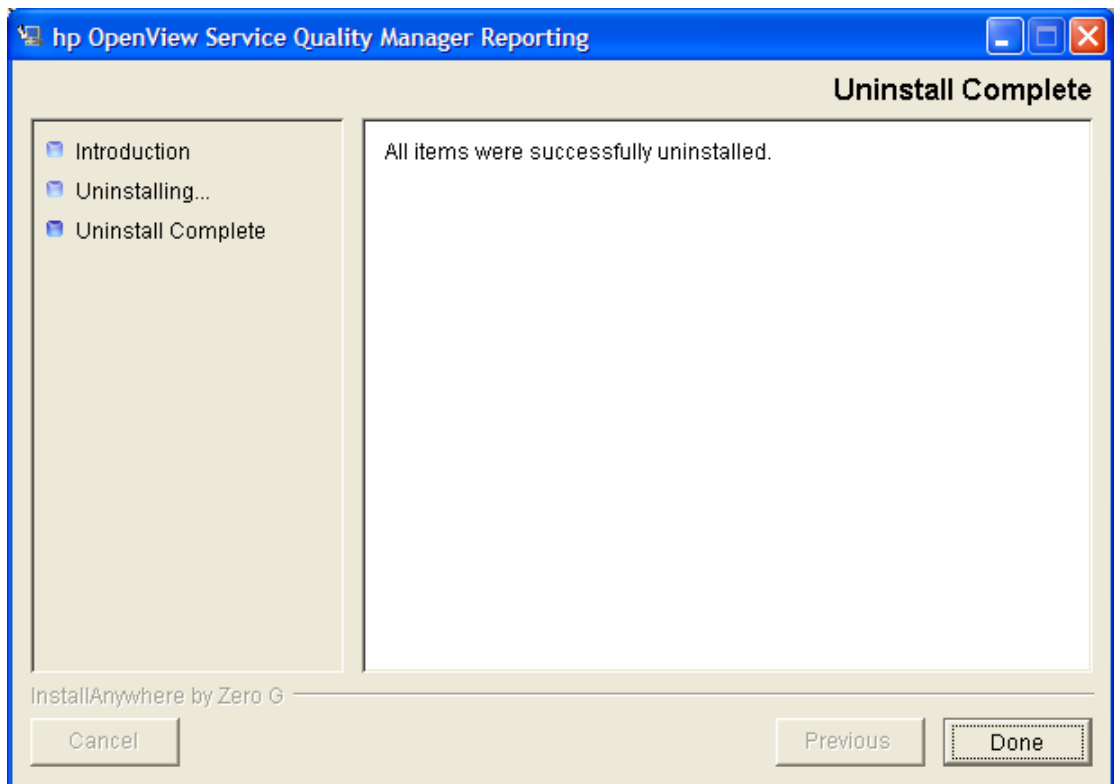 hp OpenView Service Quality Manager Reporting
Uninstall Complete
Introduction
Uninstalling...
Uninstall Complete
All items were successfully uninstalled.
InstallAnywhere by Zero G
Cancel
Previous
Done